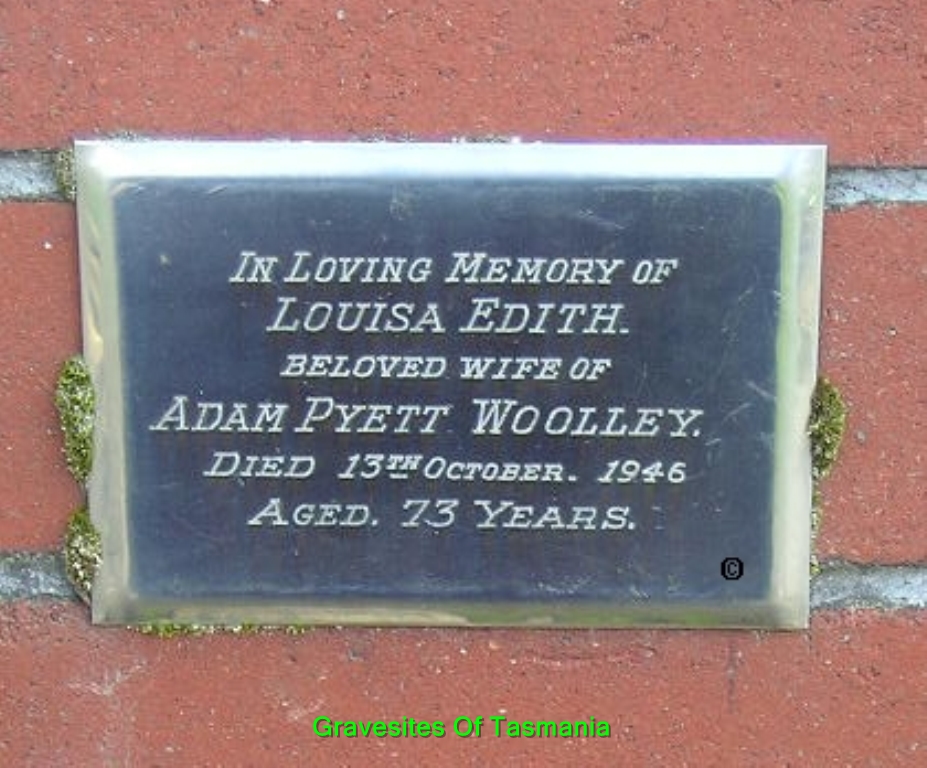 IN LOVING MEMORY OF
LOUISA EDITH.
BELOVED WIFE OF
ADAM PYETT WOOLLEY.
DIED 13TH OCTOBER. 1946
AGED. 73 YEARS.
©
Gravesites Of Tasmania